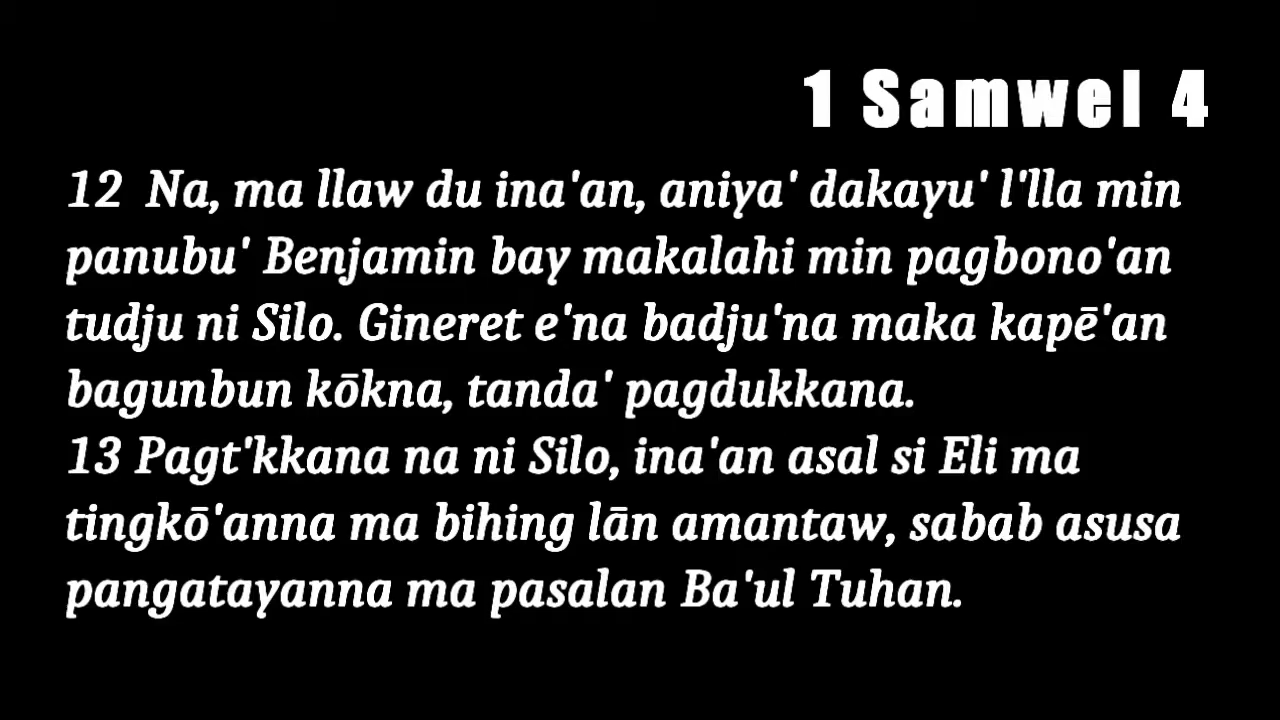 1 Samwel 4
12 Na, ma llaw du ina'an, aniya' dakayu' l'lla min
panubu' Benjamin bay makalahi min pagbono'an
tudju ni Silo. Gineret e'na badju'na maka kapē'an
bagunbun kōkna, tanda' pagdukkana.
13 Pagt'kkana na ni Silo, ina'an asal si Eli ma
tingkō'anna ma bihing lān amantaw, sabab asusa
pangatayanna ma pasalan Ba'ul Tuhan.